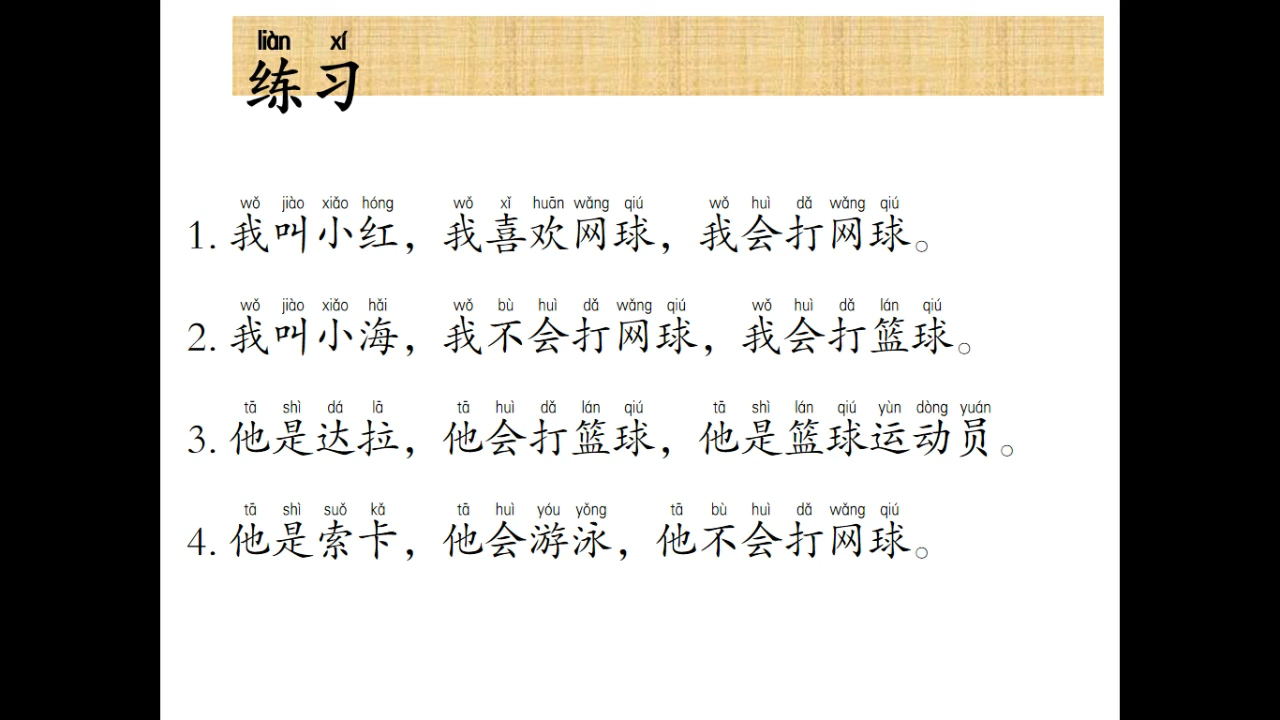 liàn xí
练习
wǒ jiào xiǎo hóng wǒ xǐ huān wǎng qiú wǒ huì dǎ wǎng qiú
1. 我叫小红，我喜欢网球，我会打网球。
wǒ jiào xiǎo hǎi wǒ bù huì dǎ wǎng qiú wǒ huì dǎ lán qiú
2. 我叫小海，我不会打网球，我会打篮球。
tā shì dá lā tā huì dǎ lán qiú tā shì lán qiú yùn dòng yuán
3. 他是达拉，他会打篮球，他是篮球运动员。
tā shì suǒ kǎ tā huì yóu yǒng tā bù huì dǎ wǎng qiú
4. 他是索卡，他会游泳，他不会打网球。